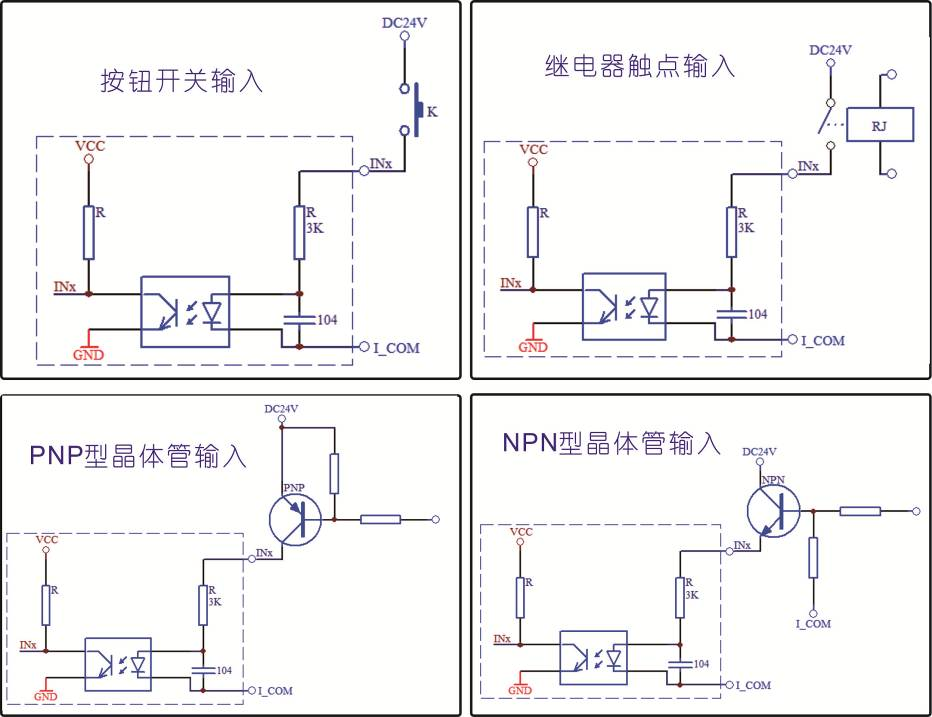 按钮开关输入
DC24V
K
VCC
INx
R
R
3K
INx
104
GND
I_COM
继电器触点输入
DC24V
RJ
VCC
INx
R
R
3K
INx
104
GND
I_COM
PNP型晶体管输入
DC24V
PNP
VCC
INx
R
R
3K
INx
104
GND
I_COM
NPN型晶体管输入
DC24V
NPN
VCC
INx
R
R
3K
I_COM
INx
104
GND
I_COM